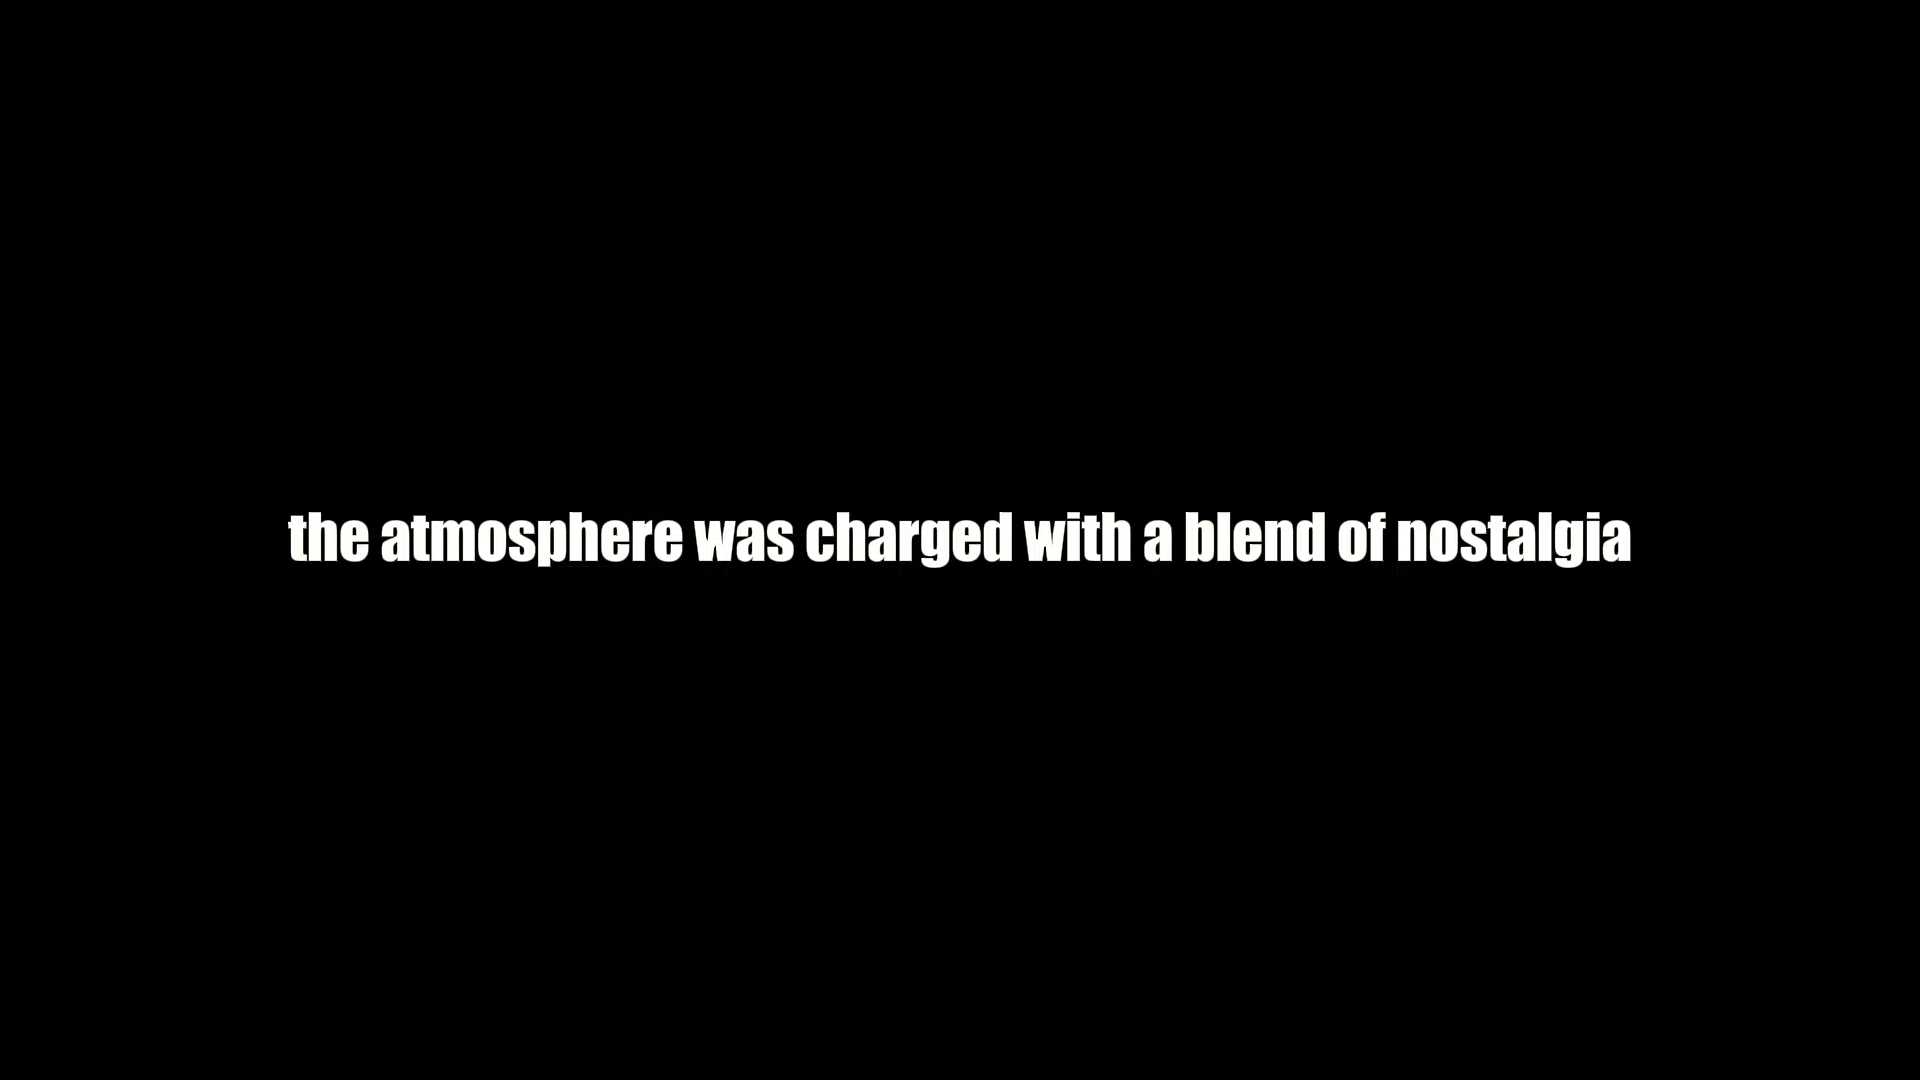 the atmosphere was charged with a blend of nostalgia